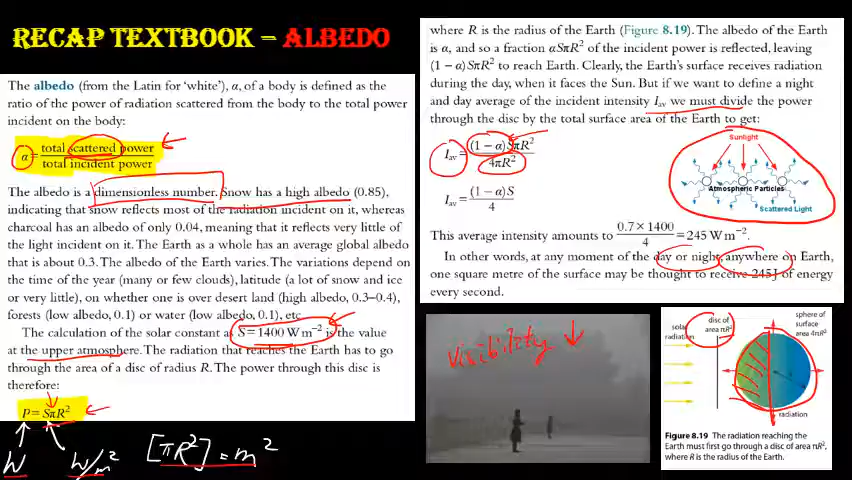 RECAP TEXTBOOK – ALBEDO
The albedo (from the Latin for 'white'), α, of a body is defined as the
ratio of the power of radiation scattered from the body to the total power
incident on the body:
α = total scattered power
total incident power
The albedo is a dimensionless number. Snow has a high albedo (0.85),
indicating that snow reflects most of the radiation incident on it, whereas
charcoal has an albedo of only 0.04, meaning that it reflects very little of
the light incident on it. The Earth as a whole has an average global albedo
that is about 0.3. The albedo of the Earth varies. The variations depend on
the time of the year (many or few clouds), latitude (a lot of snow and ice
or very little), on whether one is over desert land (high albedo, 0.3–0.4),
forests (low albedo, 0.1) or water (low albedo, 0.1), etc.
The calculation of the solar constant as S = 1400 W m⁻² is the value
at the upper atmosphere. The radiation that reaches the Earth has to go
through the area of a disc of radius R. The power through this disc is
therefore:
P = SπR²
W W/m² [πR²] = m²
where R is the radius of the Earth (Figure 8.19). The albedo of the Earth
is α, and so a fraction αSπR² of the incident power is reflected, leaving
(1 − α)SπR² to reach Earth. Clearly, the Earth's surface receives radiation
during the day, when it faces the Sun. But if we want to define a night
and day average of the incident intensity Iav we must divide the power
through the disc by the total surface area of the Earth to get:
Iav = (1 − α)SπR²
4πR²
Iav = (1 − α)S
4
Sunlight
Atmospheric Particles
Scattered Light
This average intensity amounts to 0.7 × 1400 / 4 = 245 W m⁻².
In other words, at any moment of the day or night, anywhere on Earth,
one square metre of the surface may be thought to receive 245 J of energy
every second.
visibility ↓
solar
radiation
disc of
area πR²
sphere of
surface
area 4πR²
radiation
Figure 8.19 The radiation reaching the
Earth must first go through a disc of area πR²,
where R is the radius of the Earth.